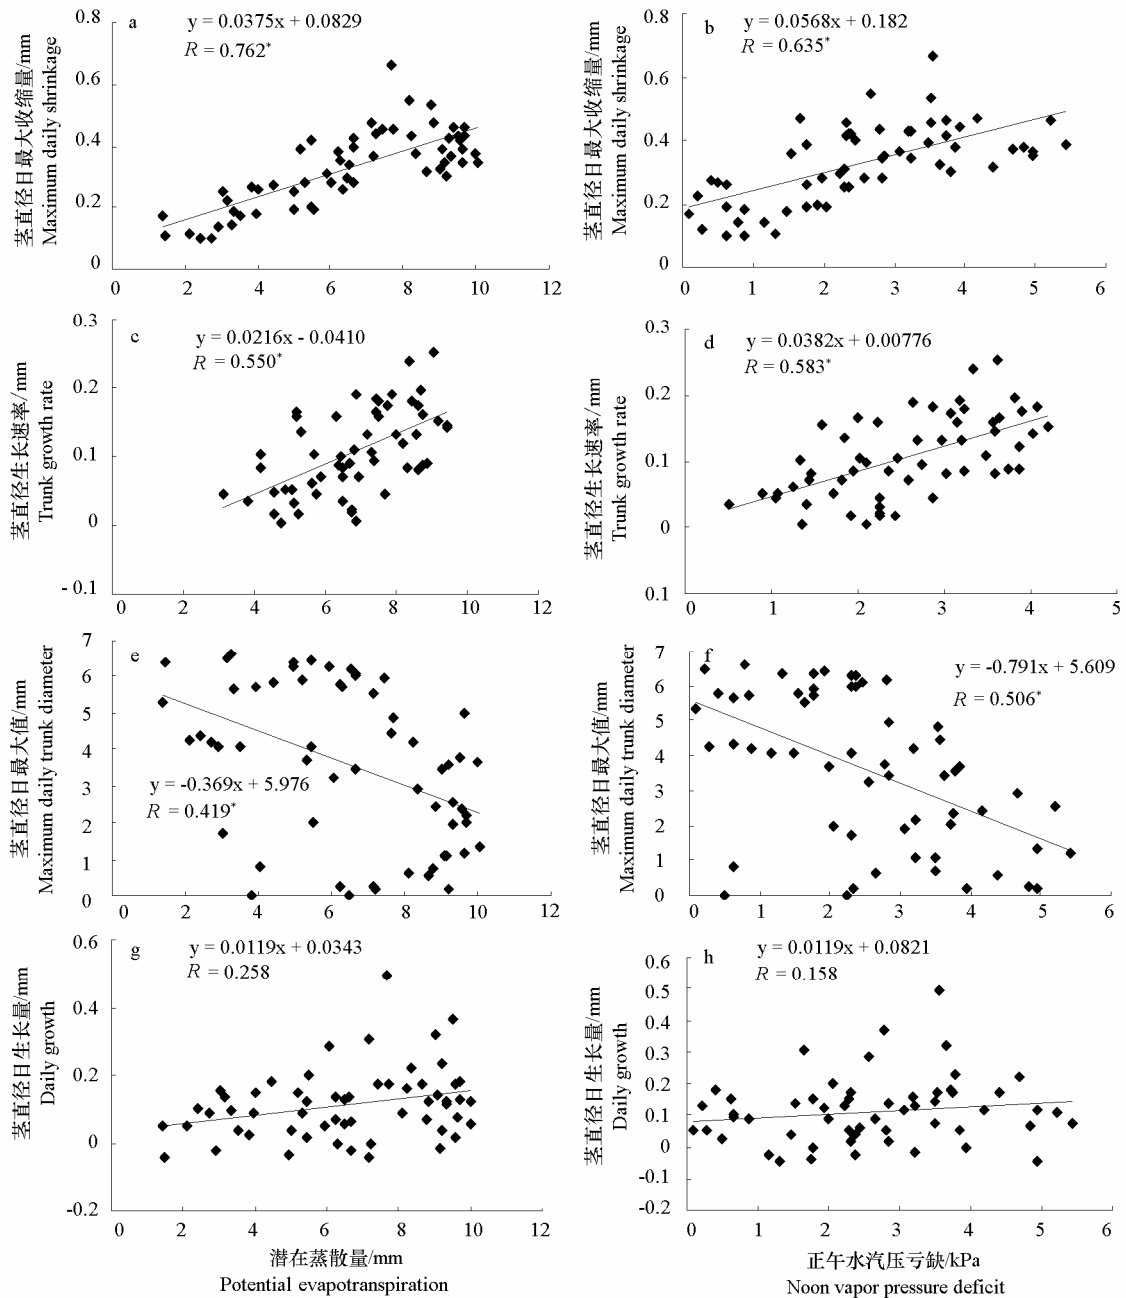 a
y = 0.0375x + 0.0829
R = 0.762*
茎直径日最大收缩量/mm
Maximum daily shrinkage
0.8
0.6
0.4
0.2
0
0 2 4 6 8 10 12
b
y = 0.0568x + 0.182
R = 0.635*
茎直径日最大收缩量/mm
Maximum daily shrinkage
0.8
0.6
0.4
0.2
0
0 1 2 3 4 5 6
c
y = 0.0216x - 0.0410
R = 0.550*
茎直径生长速率/mm
Trunk growth rate
0.3
0.2
0.1
0
- 0.1
0 2 4 6 8 10 12
d
y = 0.0382x + 0.00776
R = 0.583*
茎直径生长速率/mm
Trunk growth rate
0.3
0.2
0.1
0
0.1
0 1 2 3 4 5
e
y = -0.369x + 5.976
R = 0.419*
茎直径日最大值/mm
Maximum daily trunk diameter
7
6
5
4
3
2
1
0
0 2 4 6 8 10 12
f
y = -0.791x + 5.609
R = 0.506*
茎直径日最大值/mm
Maximum daily trunk diameter
7
6
5
4
3
2
1
0
0 1 2 3 4 5 6
g
y = 0.0119x + 0.0343
R = 0.258
茎直径日生长量/mm
Daily growth
0.6
0.4
0.2
0
-0.2
0 2 4 6 8 10 12
潜在蒸散量/mm
Potential evapotranspiration
h
y = 0.0119x + 0.0821
R = 0.158
茎直径日生长量/mm
Daily growth
0.6
0.5
0.4
0.3
0.2
0.1
0
-0.1
-0.2
0 1 2 3 4 5 6
正午水汽压亏缺/kPa
Noon vapor pressure deficit